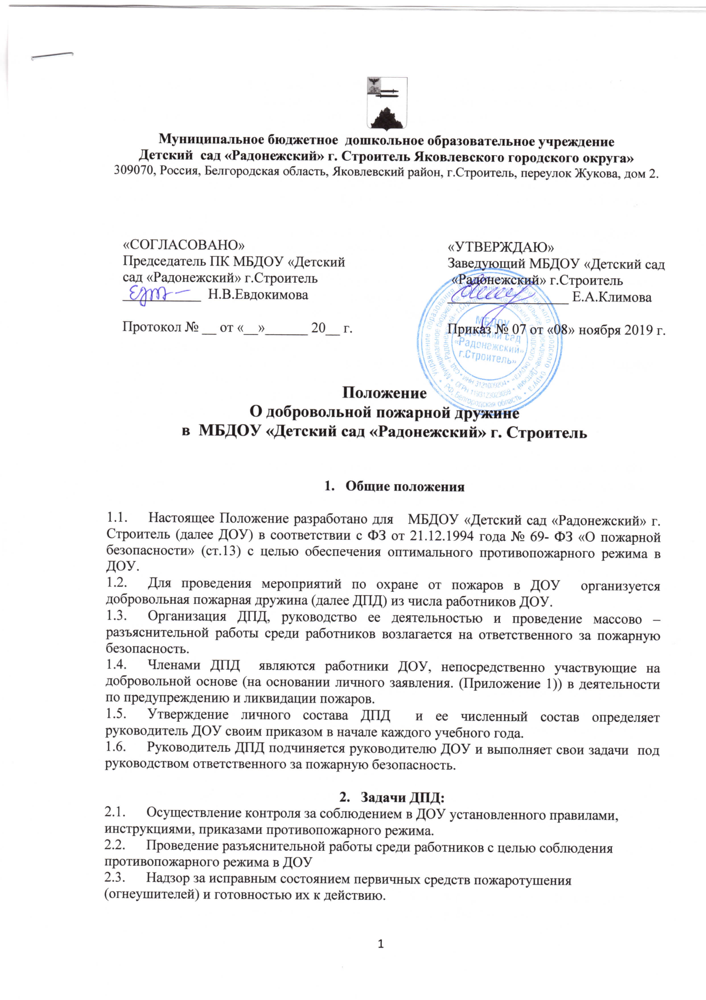 Муниципальное бюджетное дошкольное образовательное учреждение
Детский сад «Радонежский» г. Строитель Яковлевского городского округа»
309070, Россия, Белгородская область, Яковлевский район, г.Строитель, переулок Жукова, дом 2.
«СОГЛАСОВАНО»
Председатель ПК МБДОУ «Детский
сад «Радонежский» г.Строитель
___________ Н.В.Евдокимова
Протокол № __ от «__»______ 20__ г.
«УТВЕРЖДАЮ»
Заведующий МБДОУ «Детский сад
«Радонежский» г.Строитель
_________________ Е.А.Климова
Приказ № 07 от «08» ноября 2019 г.
МБДОУ
«Детский сад
«Радонежский»
г.Строитель»
Положение
О добровольной пожарной дружине
в МБДОУ «Детский сад «Радонежский» г. Строитель
1. Общие положения
1.1. Настоящее Положение разработано для МБДОУ «Детский сад «Радонежский» г.
Строитель (далее ДОУ) в соответствии с ФЗ от 21.12.1994 года № 69- ФЗ «О пожарной
безопасности» (ст.13) с целью обеспечения оптимального противопожарного режима в
ДОУ.
1.2. Для проведения мероприятий по охране от пожаров в ДОУ организуется
добровольная пожарная дружина (далее ДПД) из числа работников ДОУ.
1.3. Организация ДПД, руководство ее деятельностью и проведение массово –
разъяснительной работы среди работников возлагается на ответственного за пожарную
безопасность.
1.4. Членами ДПД являются работники ДОУ, непосредственно участвующие на
добровольной основе (на основании личного заявления. (Приложение 1)) в деятельности
по предупреждению и ликвидации пожаров.
1.5. Утверждение личного состава ДПД и ее численный состав определяет
руководитель ДОУ своим приказом в начале каждого учебного года.
1.6. Руководитель ДПД подчиняется руководителю ДОУ и выполняет свои задачи под
руководством ответственного за пожарную безопасность.
2. Задачи ДПД:
2.1. Осуществление контроля за соблюдением в ДОУ установленного правилами,
инструкциями, приказами противопожарного режима.
2.2. Проведение разъяснительной работы среди работников с целью соблюдения
противопожарного режима в ДОУ
2.3. Надзор за исправным состоянием первичных средств пожаротушения
(огнеушителей) и готовностью их к действию.
1